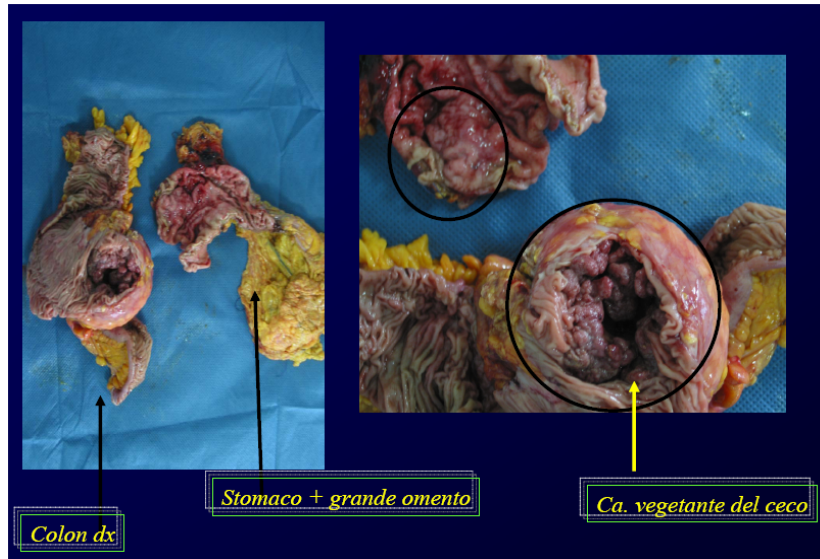 Colon dx
Stomaco + grande omento
Ca. vegetante del ceco